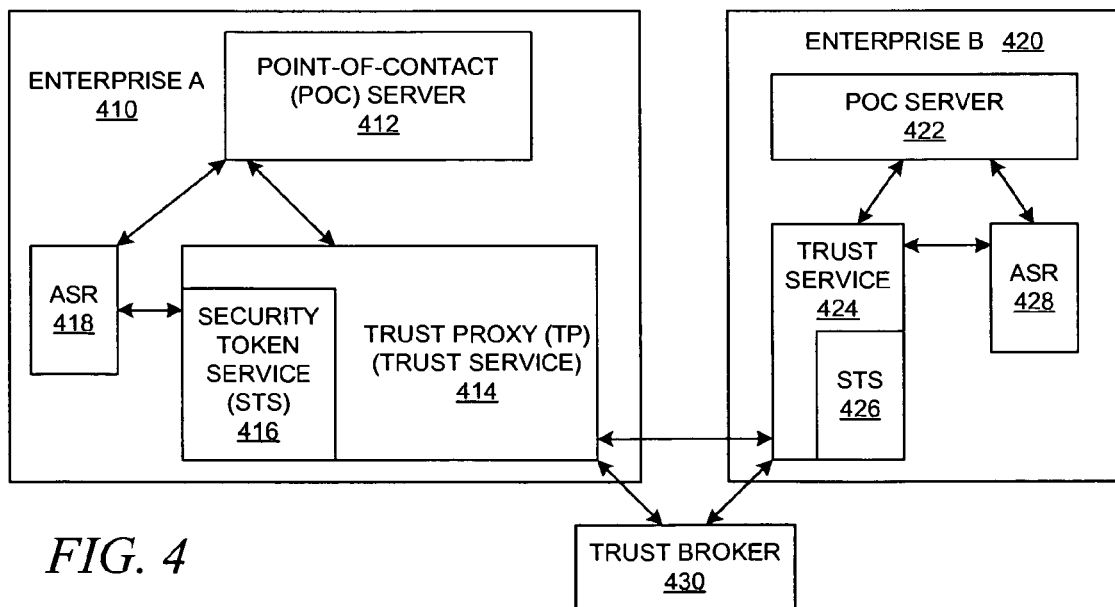 ENTERPRISE A
410
POINT-OF-CONTACT
(POC) SERVER
412
ASR
418
SECURITY
TOKEN
SERVICE
(STS)
416
TRUST PROXY (TP)
(TRUST SERVICE)
414
ENTERPRISE B 420
POC SERVER
422
TRUST
SERVICE
424
STS
426
ASR
428
TRUST BROKER
430
FIG. 4